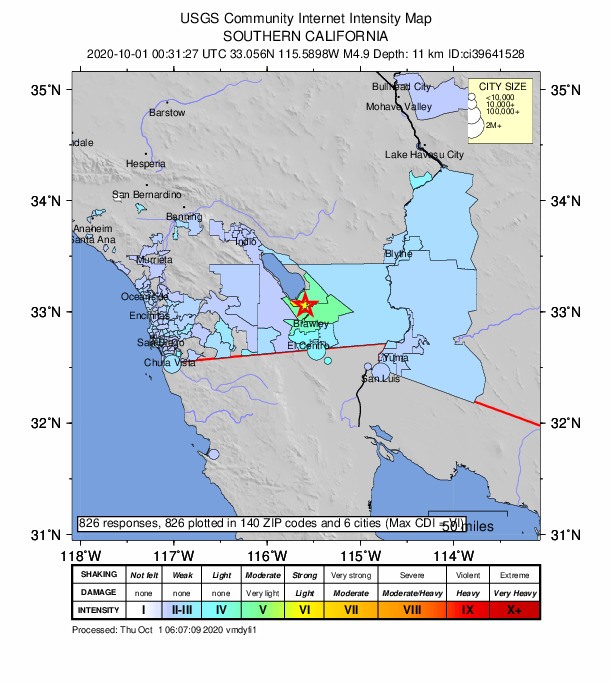 USGS Community Internet Intensity Map
SOUTHERN CALIFORNIA
2020-10-01 00:31:27 UTC 33.056N 115.5898W M4.9 Depth: 11 km ID:ci39641528
35°N 35°N
34°N 34°N
33°N 33°N
32°N 32°N
31°N 31°N
118°W 117°W 116°W 115°W 114°W
CITY SIZE
<10,000
10,000+
100,000+
2M+
Bullhead City
Mohave Valley
Barstow
dale
Lake Havasu City
Hesperia
San Bernardino
Banning
Anaheim
Santa Ana
Indio
Murrieta
Blythe
Oceanside
Encinitas
Brawley
San Diego
El Centro
Chula Vista
Yuma
San Luis
826 responses, 826 plotted in 140 ZIP codes and 6 cities (Max CDI = VI)
50 miles
SHAKING Not felt Weak Light Moderate Strong Very strong Severe Violent Extreme
DAMAGE none none none Very light Light Moderate Moderate/Heavy Heavy Very Heavy
INTENSITY I II-III IV V VI VII VIII IX X+
Processed: Thu Oct 1 06:07:09 2020 vmdyfi1